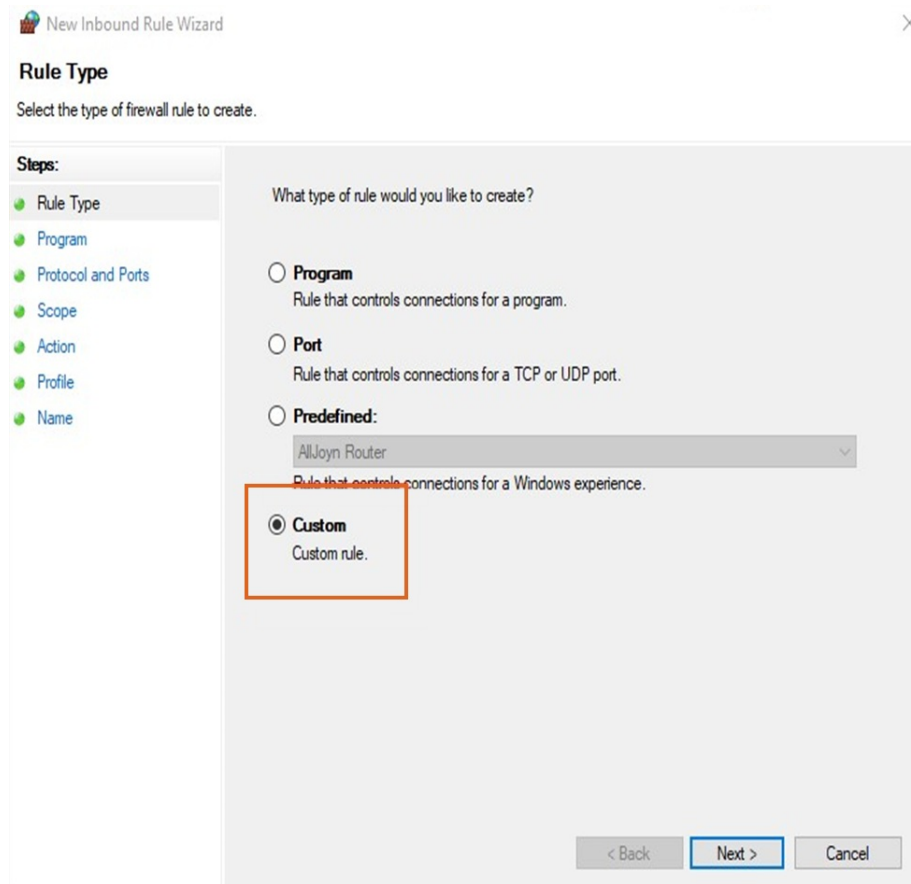 New Inbound Rule Wizard
Rule Type
Select the type of firewall rule to create.
Steps:
Rule Type
Program
Protocol and Ports
Scope
Action
Profile
Name
What type of rule would you like to create?
Program
Rule that controls connections for a program.
Port
Rule that controls connections for a TCP or UDP port.
Predefined:
AllJoyn Router
Rule that controls connections for a Windows experience.
Custom
Custom rule.
< Back
Next >
Cancel